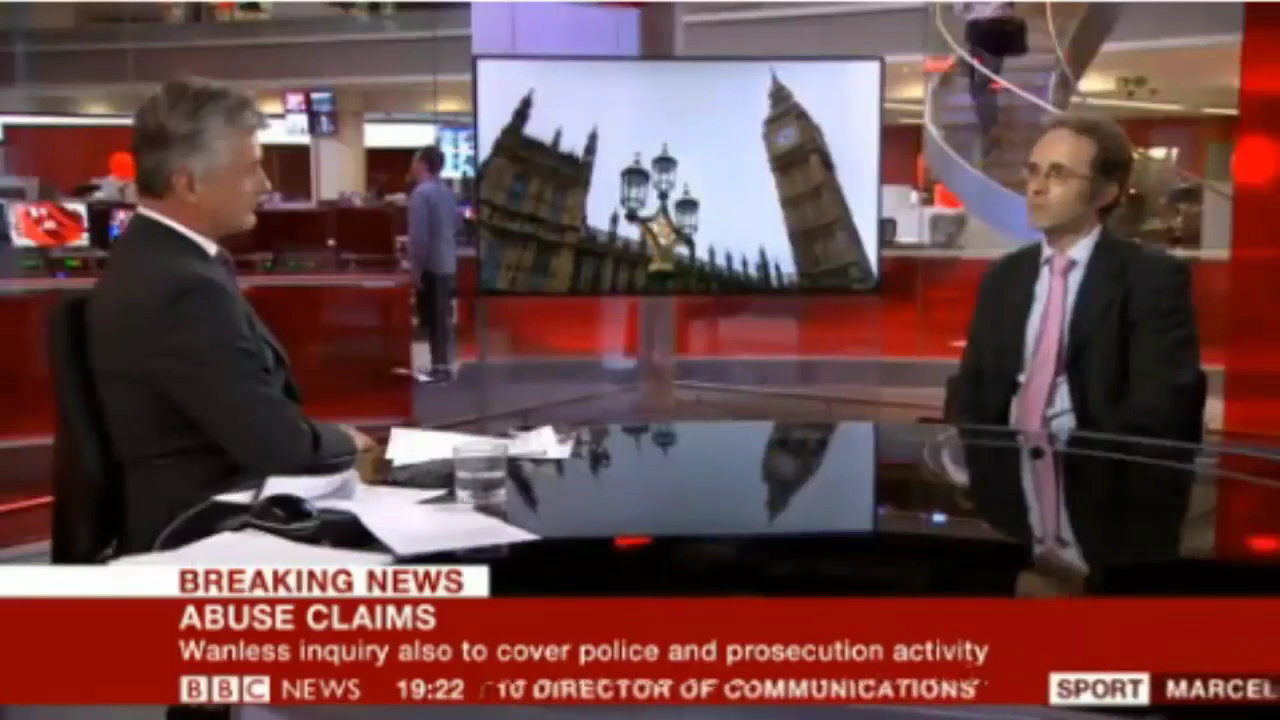 BREAKING NEWS
ABUSE CLAIMS
Wanless inquiry also to cover police and prosecution activity
BBC NEWS 19:22 TO DIRECTOR OF COMMUNICATIONS SPORT MARCEL